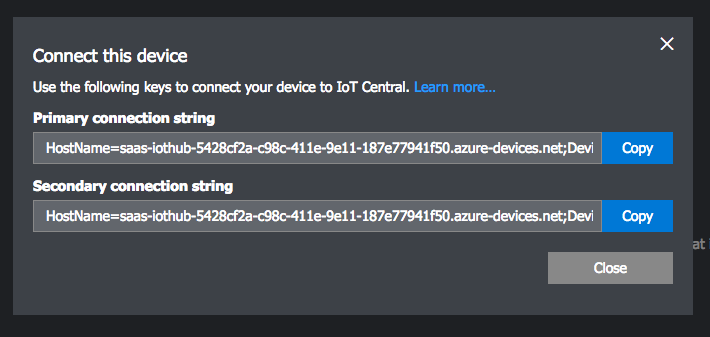 Connect this device
Use the following keys to connect your device to IoT Central. Learn more...
Primary connection string
HostName=saas-iothub-5428cf2a-c98c-411e-9e11-187e77941f50.azure-devices.net;Devi
Copy
Secondary connection string
HostName=saas-iothub-5428cf2a-c98c-411e-9e11-187e77941f50.azure-devices.net;Devi
Copy
at
Close